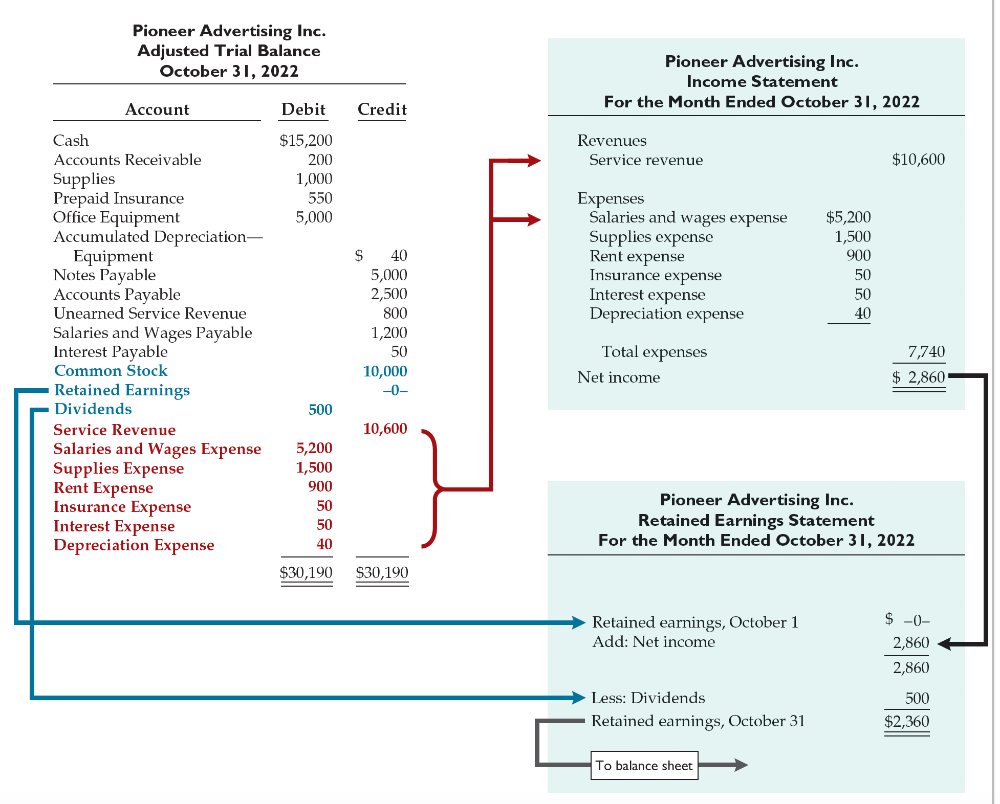 Pioneer Advertising Inc.
Adjusted Trial Balance
October 31, 2022
Account Debit Credit
Cash $15,200
Accounts Receivable 200
Supplies 1,000
Prepaid Insurance 550
Office Equipment 5,000
Accumulated Depreciation—
Equipment $ 40
Notes Payable 5,000
Accounts Payable 2,500
Unearned Service Revenue 800
Salaries and Wages Payable 1,200
Interest Payable 50
Common Stock 10,000
Retained Earnings –0–
Dividends 500
Service Revenue 10,600
Salaries and Wages Expense 5,200
Supplies Expense 1,500
Rent Expense 900
Insurance Expense 50
Interest Expense 50
Depreciation Expense 40
$30,190 $30,190
Pioneer Advertising Inc.
Income Statement
For the Month Ended October 31, 2022
Revenues
Service revenue $10,600
Expenses
Salaries and wages expense $5,200
Supplies expense 1,500
Rent expense 900
Insurance expense 50
Interest expense 50
Depreciation expense 40
Total expenses 7,740
Net income $ 2,860
Pioneer Advertising Inc.
Retained Earnings Statement
For the Month Ended October 31, 2022
Retained earnings, October 1 $ –0–
Add: Net income 2,860
2,860
Less: Dividends 500
Retained earnings, October 31 $2,360
To balance sheet